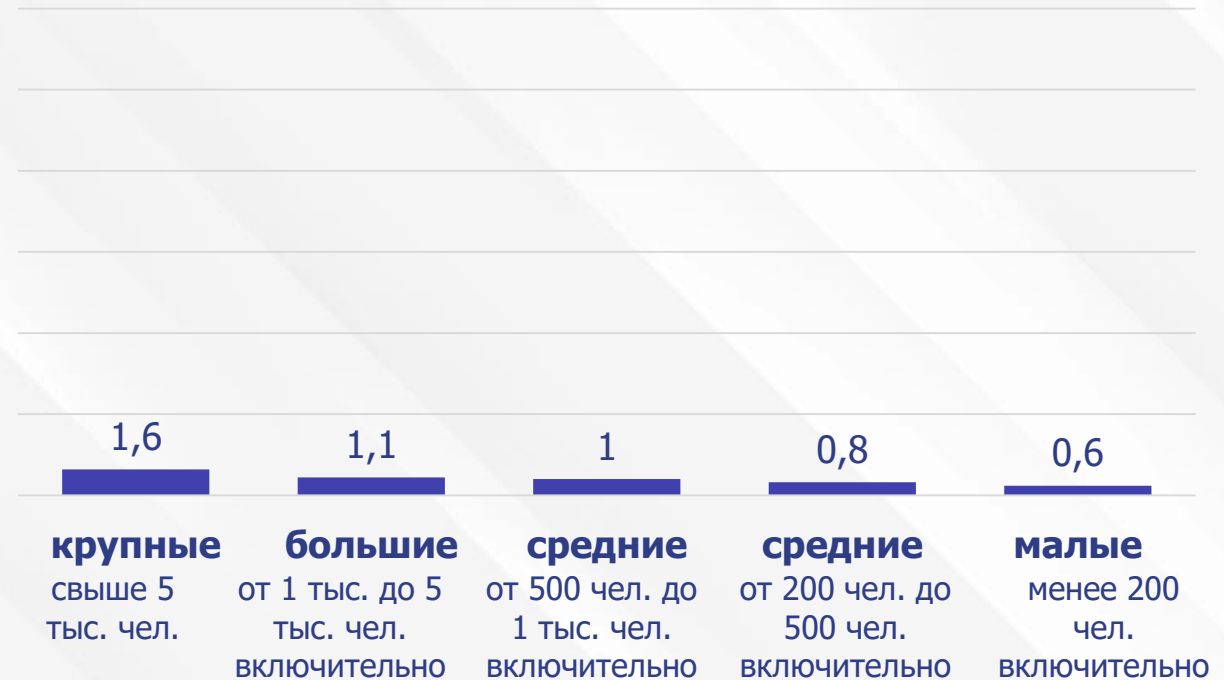 1,6
1,1
1
0,8
0,6
крупные
свыше 5
тыс. чел.
большие
от 1 тыс. до 5
тыс. чел.
включительно
средние
от 500 чел. до
1 тыс. чел.
включительно
средние
от 200 чел. до
500 чел.
включительно
малые
менее 200
чел.
включительно